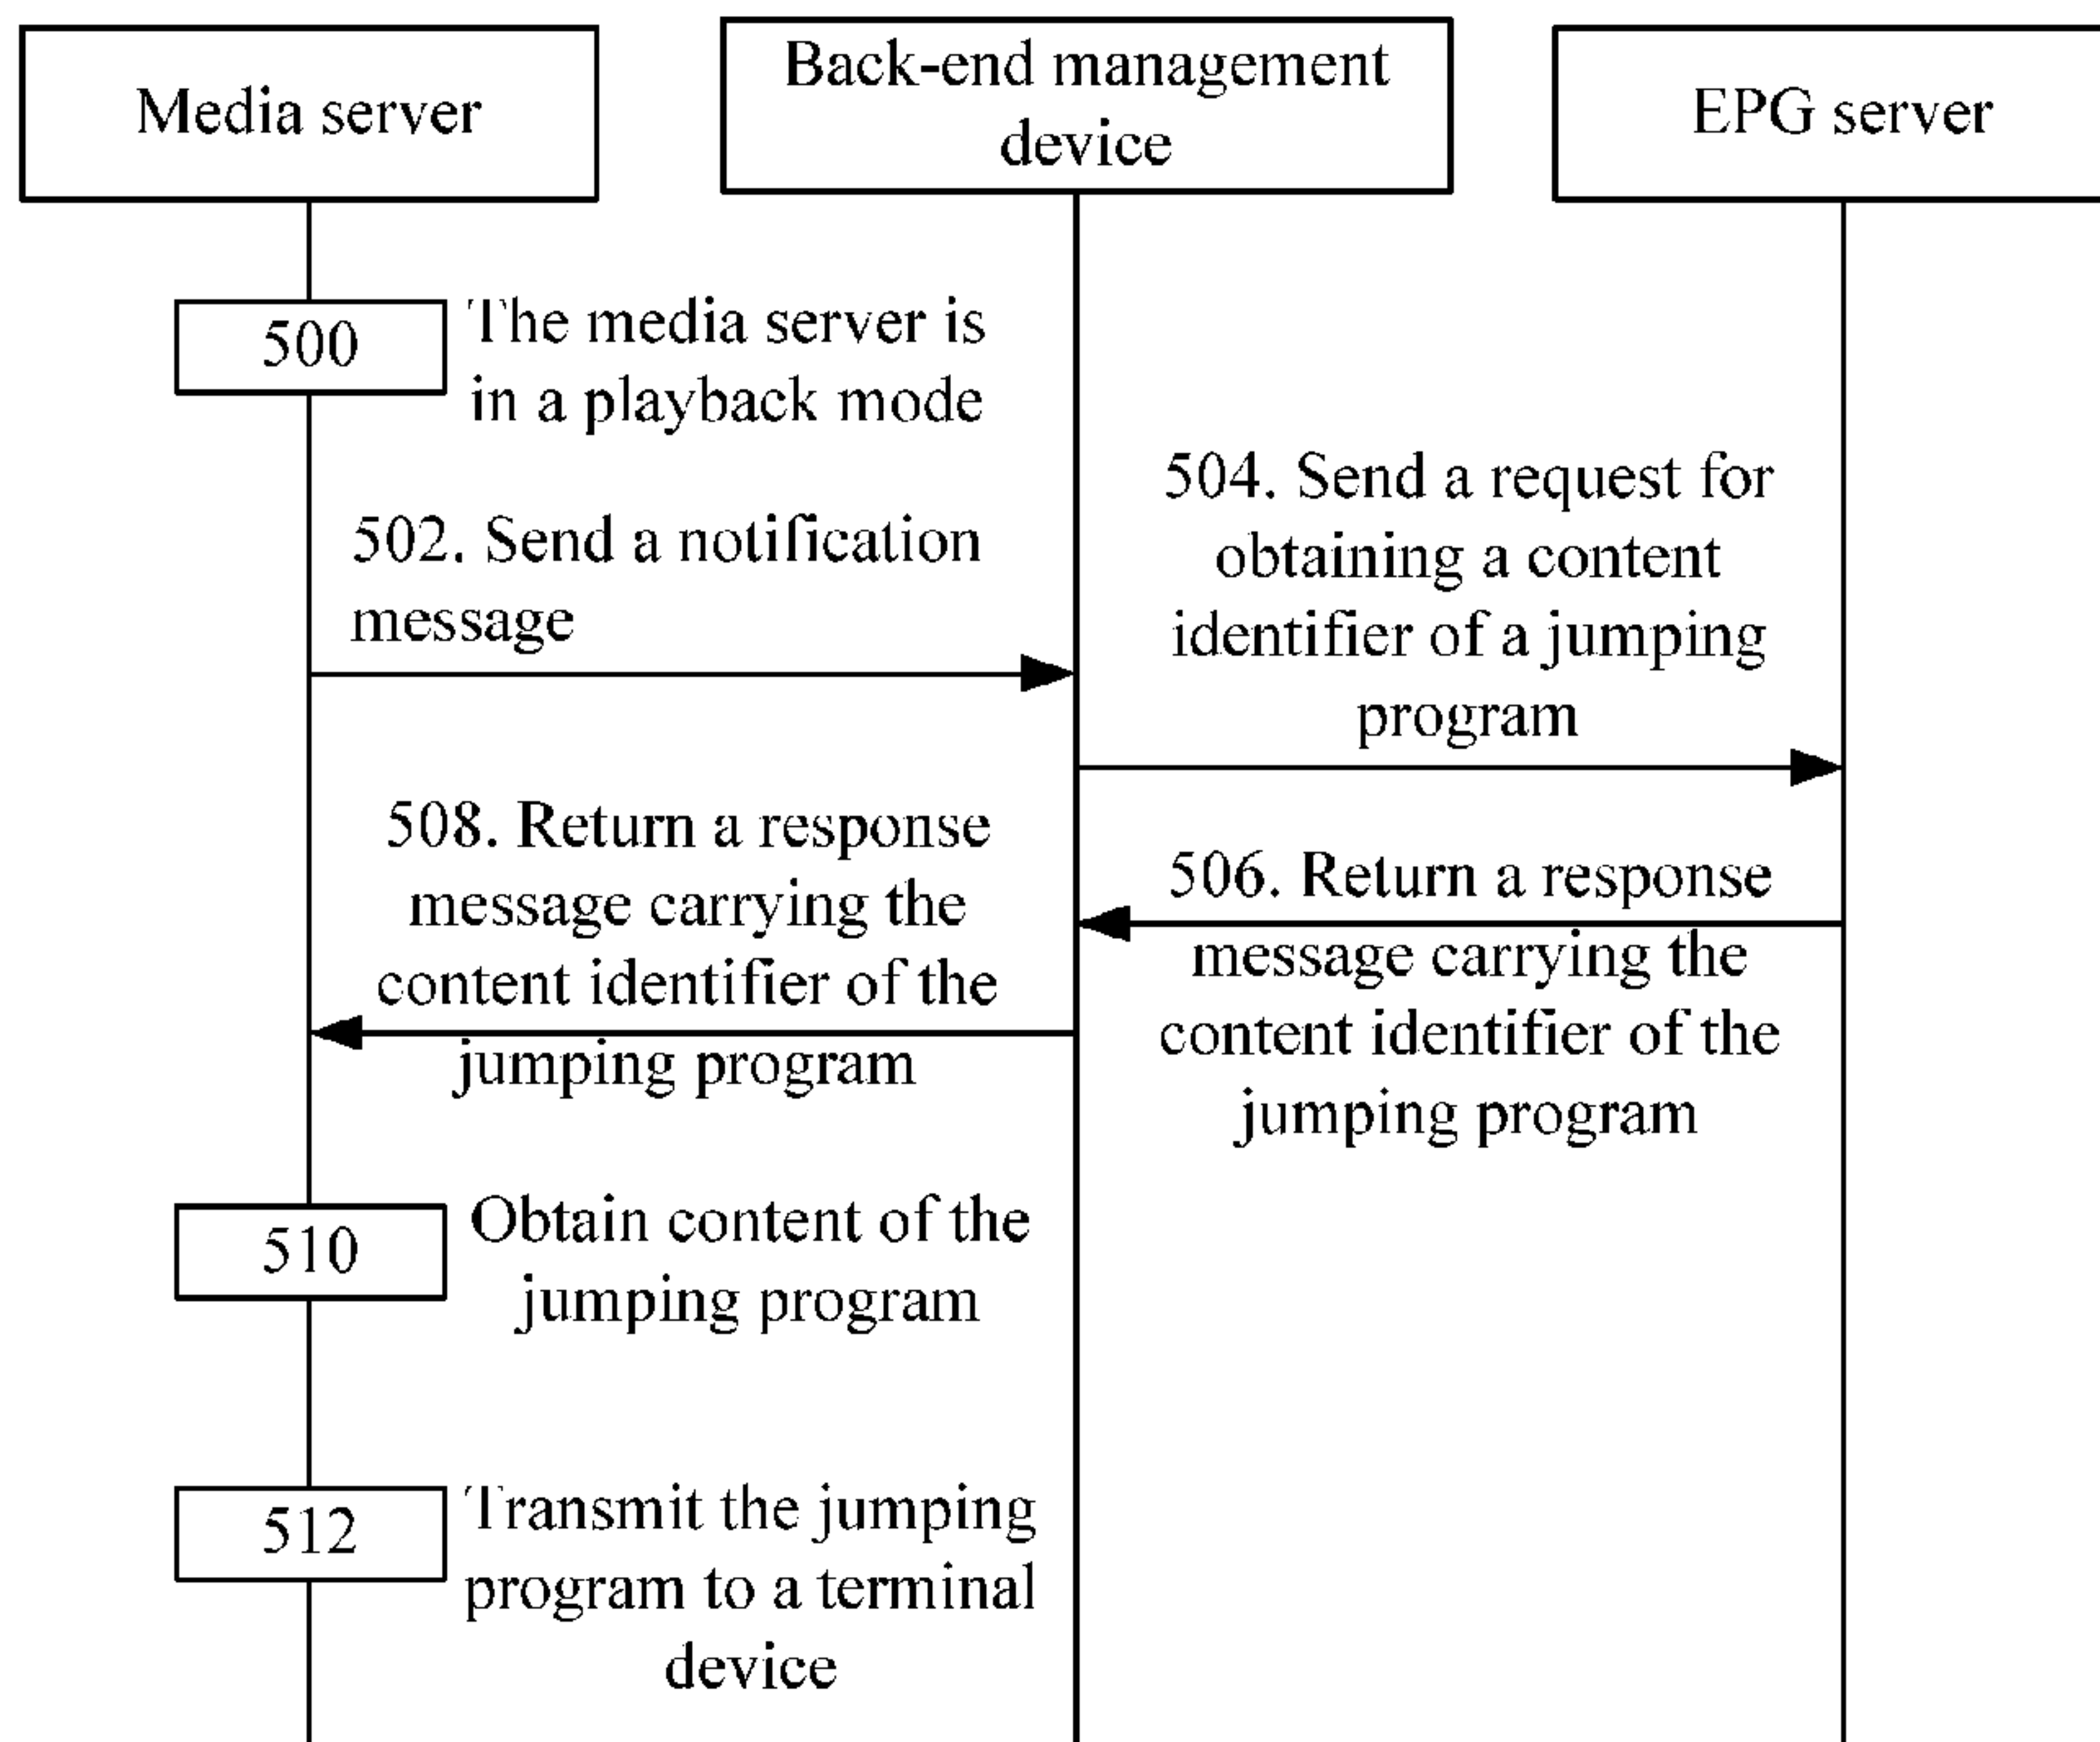 Media server
Back-end management
device
EPG server
500
The media server is
in a playback mode
502. Send a notification
message
504. Send a request for
obtaining a content
identifier of a jumping
program
506. Return a response
message carrying the
content identifier of the
jumping program
508. Return a response
message carrying the
content identifier of the
jumping program
510
Obtain content of the
jumping program
512
Transmit the jumping
program to a terminal
device